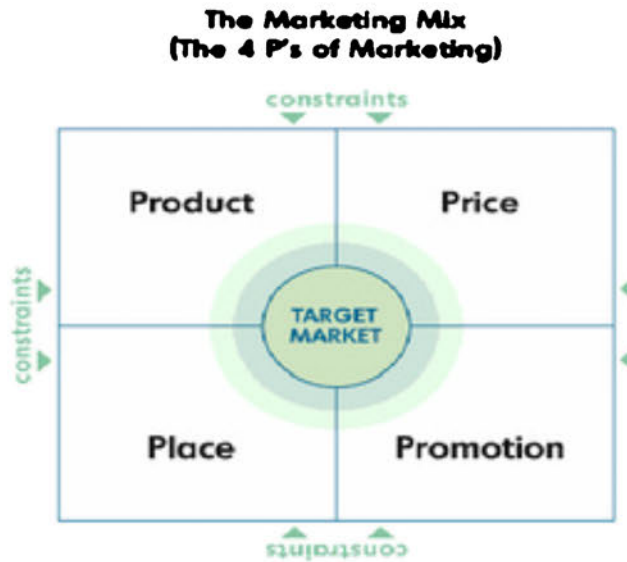 The Marketing Mix
(The 4 P's of Marketing)
constraints
Product
Price
constraints
TARGET
MARKET
Place
Promotion
constraints